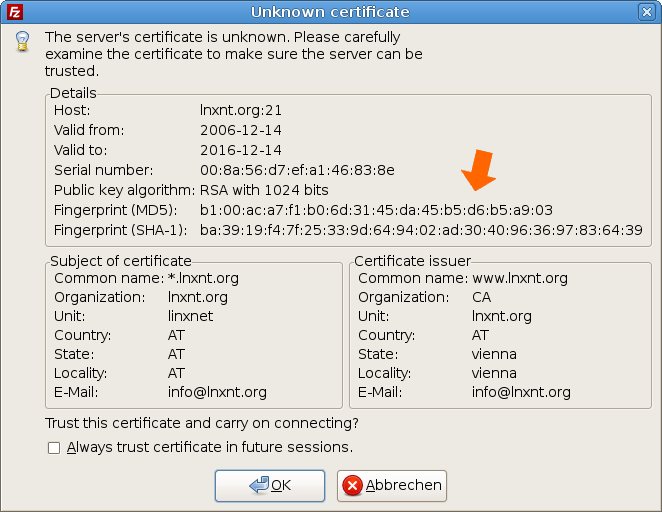 Fz Unknown certificate
The server's certificate is unknown. Please carefully
examine the certificate to make sure the server can be
trusted.
Details
Host: lnxnt.org:21
Valid from: 2006-12-14
Valid to: 2016-12-14
Serial number: 00:8a:56:d7:ef:a1:46:83:8e
Public key algorithm: RSA with 1024 bits
Fingerprint (MD5): b1:00:ac:a7:f1:b0:6d:31:45:da:45:b5:d6:b5:a9:03
Fingerprint (SHA-1): ba:39:19:f4:7f:25:33:9d:64:94:02:ad:30:40:96:36:97:83:64:39
Subject of certificate
Common name: *.lnxnt.org
Organization: lnxnt.org
Unit: linxnet
Country: AT
State: AT
Locality: AT
E-Mail: info@lnxnt.org
Certificate issuer
Common name: www.lnxnt.org
Organization: CA
Unit: lnxnt.org
Country: AT
State: vienna
Locality: vienna
E-Mail: info@lnxnt.org
Trust this certificate and carry on connecting?
Always trust certificate in future sessions.
OK Abbrechen